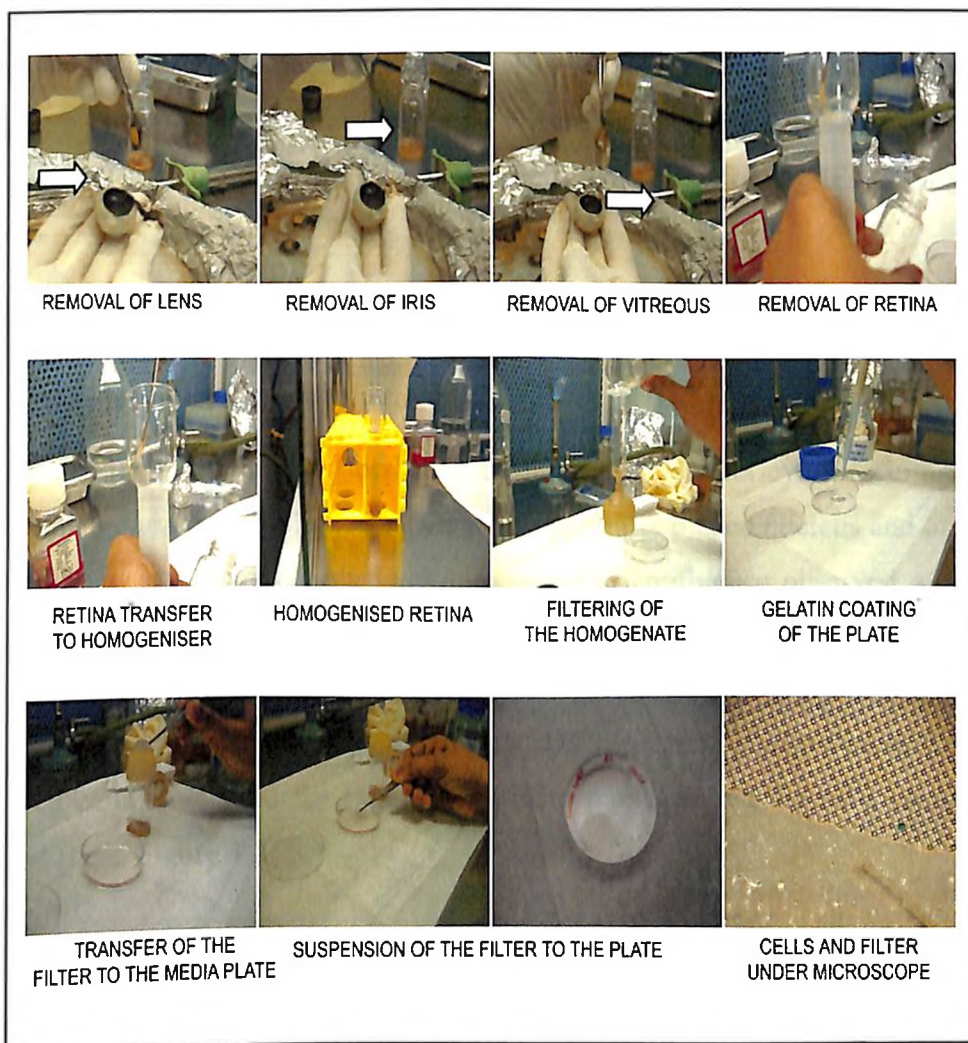 REMOVAL OF LENS
REMOVAL OF IRIS
REMOVAL OF VITREOUS
REMOVAL OF RETINA
RETINA TRANSFER
TO HOMOGENISER
HOMOGENISED RETINA
FILTERING OF
THE HOMOGENATE
GELATIN COATING
OF THE PLATE
TRANSFER OF THE
FILTER TO THE MEDIA PLATE
SUSPENSION OF THE FILTER TO THE PLATE
CELLS AND FILTER
UNDER MICROSCOPE